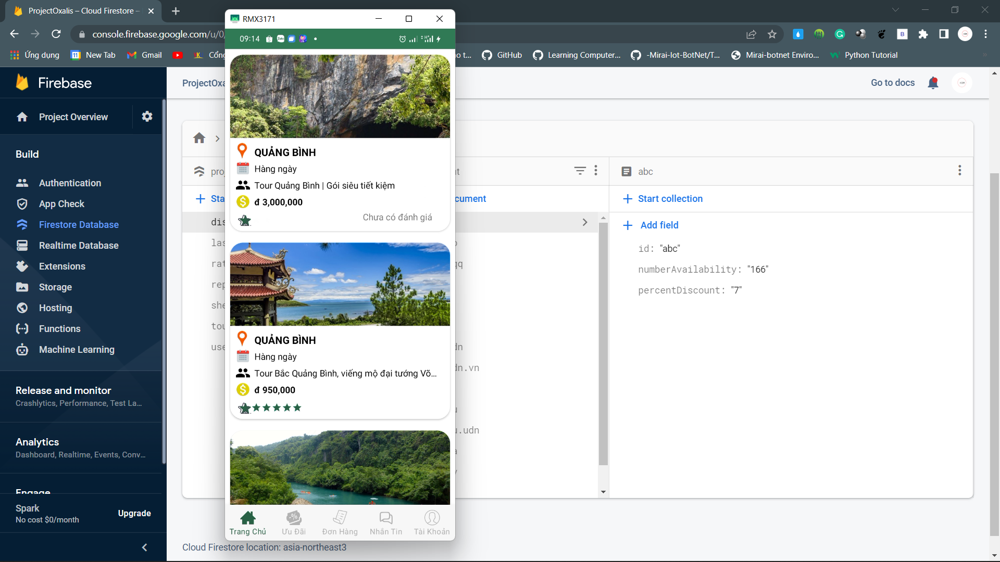 ProjectOxalis – Cloud Firestore –
RMX3171
console.firebase.google.com/u/0/
Ứng dụng
11
New Tab
Gmail
Cổng
GitHub
Learning Computer...
-Mirai-Iot-BotNet/T...
Mirai-botnet Enviro...
Python Tutorial
Firebase
Project Overview
Build
Authentication
App Check
Firestore Database
Realtime Database
Extensions
Storage
Hosting
Functions
Machine Learning
Release and monitor
Crashlytics, Performance, Test La...
Analytics
Dashboard, Realtime, Events, Conv...
Engage
Spark
No cost $0/month
Upgrade
ProjectOxa
Go to docs
Sta
cument
abc
Start collection
Add field
id: "abc"
numberAvailability: "166"
percentDiscount: "7"
dis
las
rat
rep
she
tou
use
qq
dn
dn.vn
u
u.udn
a
Cloud Firestore location: asia-northeast3
09:14
Zalo
QUẢNG BÌNH
Hàng ngày
Tour Quảng Bình | Gói siêu tiết kiệm
đ 3,000,000
Chưa có đánh giá
QUẢNG BÌNH
Hàng ngày
Tour Bắc Quảng Bình, viếng mộ đại tướng Võ...
đ 950,000
Trang Chủ
Ưu Đãi
Đơn Hàng
Nhắn Tin
Tài Khoản